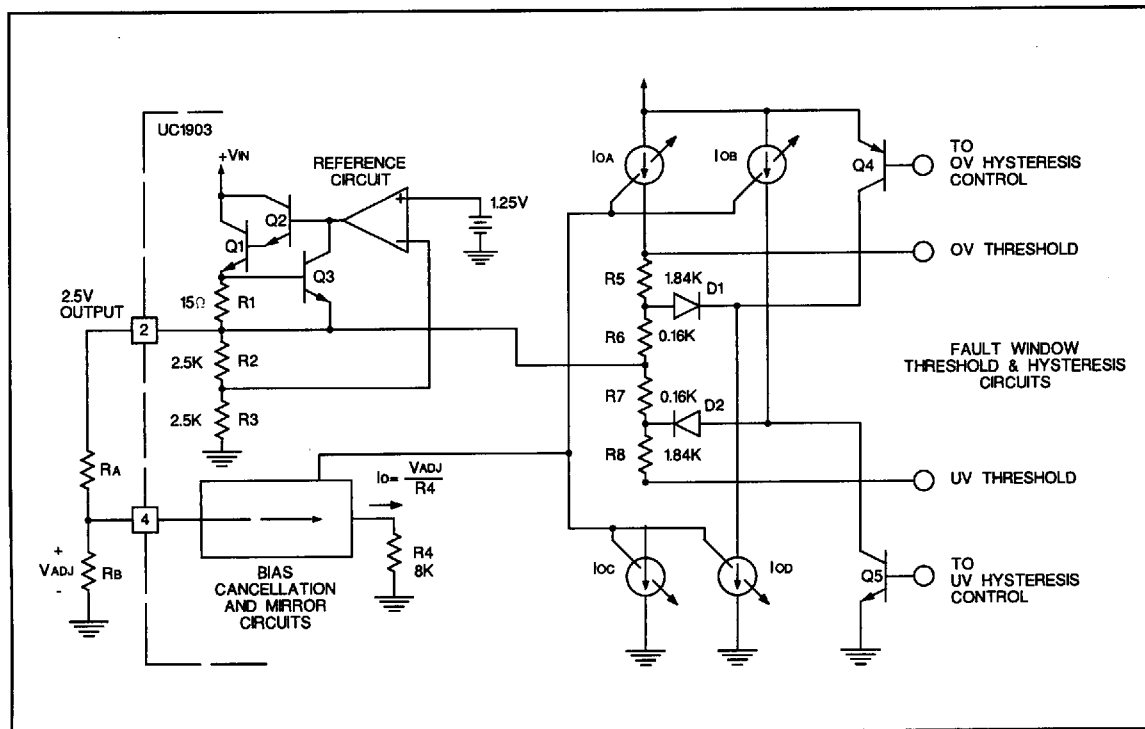 UC1903
+VIN
REFERENCE
CIRCUIT
1.25V
+
−
Q2
Q1
Q3
2.5V
OUTPUT
2
15Ω
R1
2.5K
R2
2.5K
R3
RA
4
+
VADJ
-
RB
IO= VADJ
R4
R4
8K
BIAS
CANCELLATION
AND MIRROR
CIRCUITS
IOA
IOB
Q4
TO
OV HYSTERESIS
CONTROL
OV THRESHOLD
R5
1.84K
D1
R6
0.16K
FAULT WINDOW
THRESHOLD & HYSTERESIS
CIRCUITS
R7
0.16K
D2
R8
1.84K
UV THRESHOLD
IOC
IOD
Q5
TO
UV HYSTERESIS
CONTROL